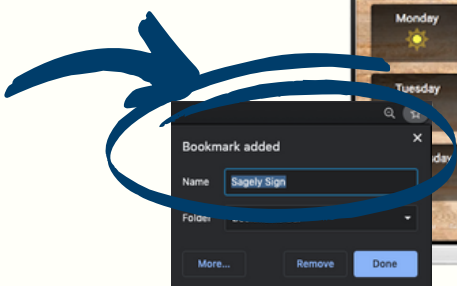 Monday
Tuesday
Bookmark added
Name Sagely Sign
Folder
More... Remove Done